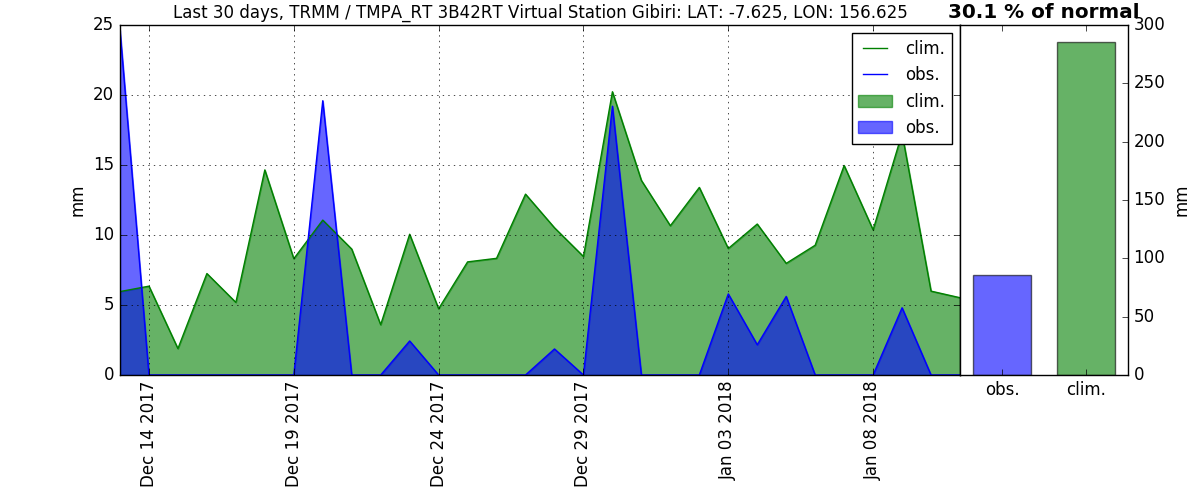 Last 30 days, TRMM / TMPA_RT 3B42RT Virtual Station Gibiri: LAT: -7.625, LON: 156.625
30.1 % of normal
25
20
15
10
5
0
mm
clim.
obs.
clim.
obs.
300
250
200
150
100
50
0
mm
Dec 14 2017
Dec 19 2017
Dec 24 2017
Dec 29 2017
Jan 03 2018
Jan 08 2018
obs.
clim.